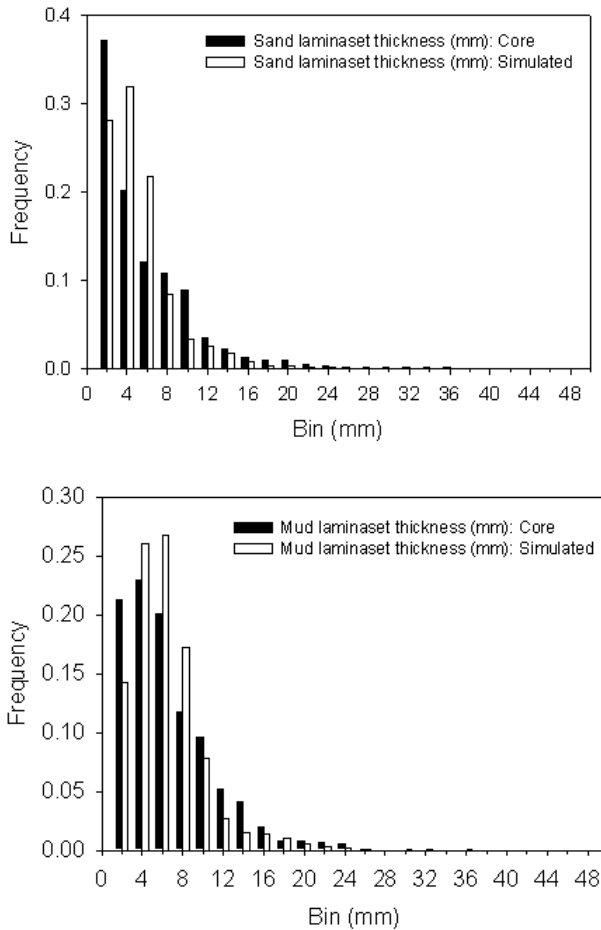 Sand laminaset thickness (mm): Core
Sand laminaset thickness (mm): Simulated
0.4
0.3
0.2
0.1
0.0
Frequency
0 4 8 12 16 20 24 28 32 36 40 44 48
Bin (mm)
Mud laminaset thickness (mm): Core
Mud laminaset thickness (mm): Simulated
0.30
0.25
0.20
0.15
0.10
0.05
0.00
Frequency
0 4 8 12 16 20 24 28 32 36 40 44 48
Bin (mm)